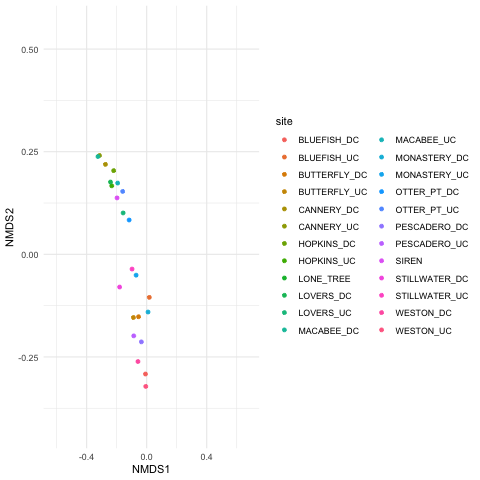 0.50
0.25
0.00
-0.25
NMDS2
-0.4
0.0
0.4
NMDS1
site
BLUEFISH_DC
BLUEFISH_UC
BUTTERFLY_DC
BUTTERFLY_UC
CANNERY_DC
CANNERY_UC
HOPKINS_DC
HOPKINS_UC
LONE_TREE
LOVERS_DC
LOVERS_UC
MACABEE_DC
MACABEE_UC
MONASTERY_DC
MONASTERY_UC
OTTER_PT_DC
OTTER_PT_UC
PESCADERO_DC
PESCADERO_UC
SIREN
STILLWATER_DC
STILLWATER_UC
WESTON_DC
WESTON_UC